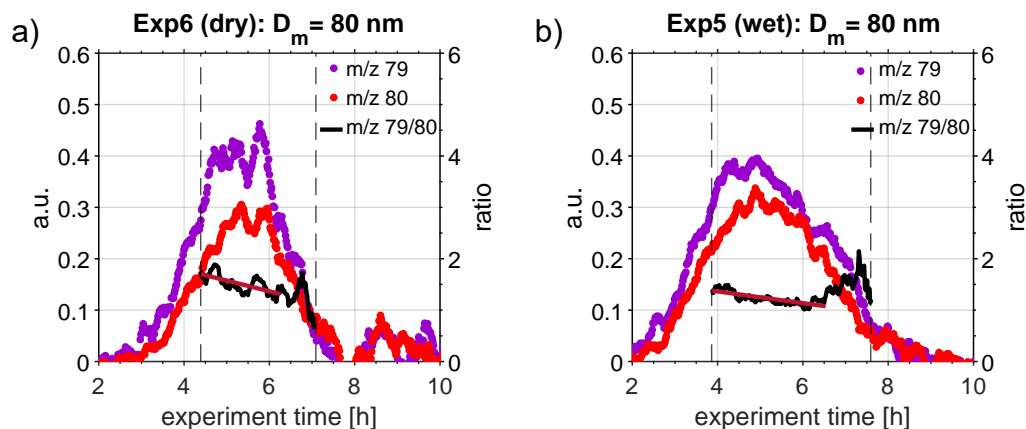 a)
Exp6 (dry): D_m= 80 nm
0.6
0.5
0.4
0.3
0.2
0.1
0
a.u.
6
4
2
0
ratio
m/z 79
m/z 80
m/z 79/80
2 4 6 8 10
experiment time [h]
b)
Exp5 (wet): D_m= 80 nm
0.6
0.5
0.4
0.3
0.2
0.1
0
a.u.
6
4
2
0
ratio
m/z 79
m/z 80
m/z 79/80
2 4 6 8 10
experiment time [h]